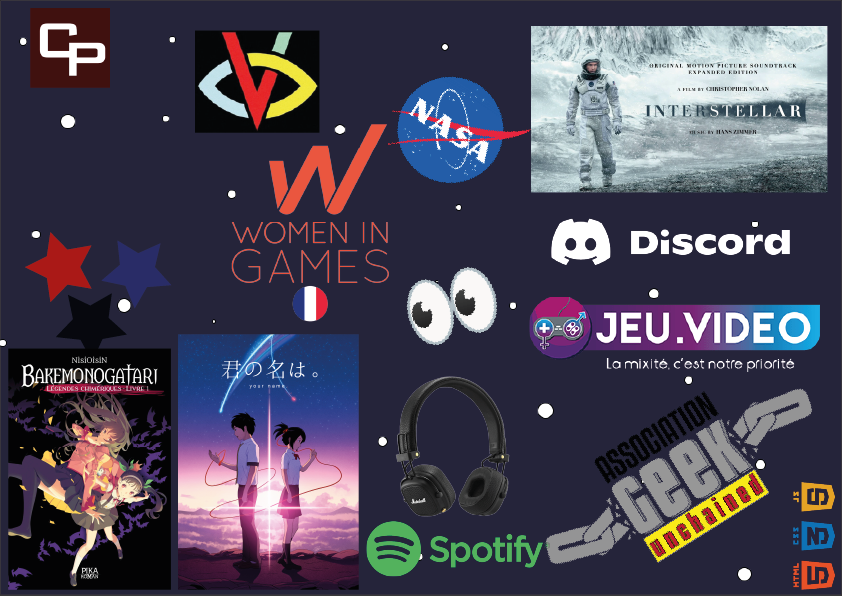 CP
NASA
ORIGINAL MOTION PICTURE SOUNDTRACK
EXPANDED EDITION
A FILM BY CHRISTOPHER NOLAN
INTERSTELLAR
MUSIC BY HANS ZIMMER
W
WOMEN IN
GAMES
Discord
JEU.VIDEO
La mixité, c'est notre priorité
NISIOISIN
BAKEMONOGATARI
LÉGENDES CHIMÉRIQUES LIVRE 1
PIKA
ROMAN
君の名は。
your name.
Marshall
Spotify
ASSOCIATION
GeeK
unchained
JS
CSS
HTML